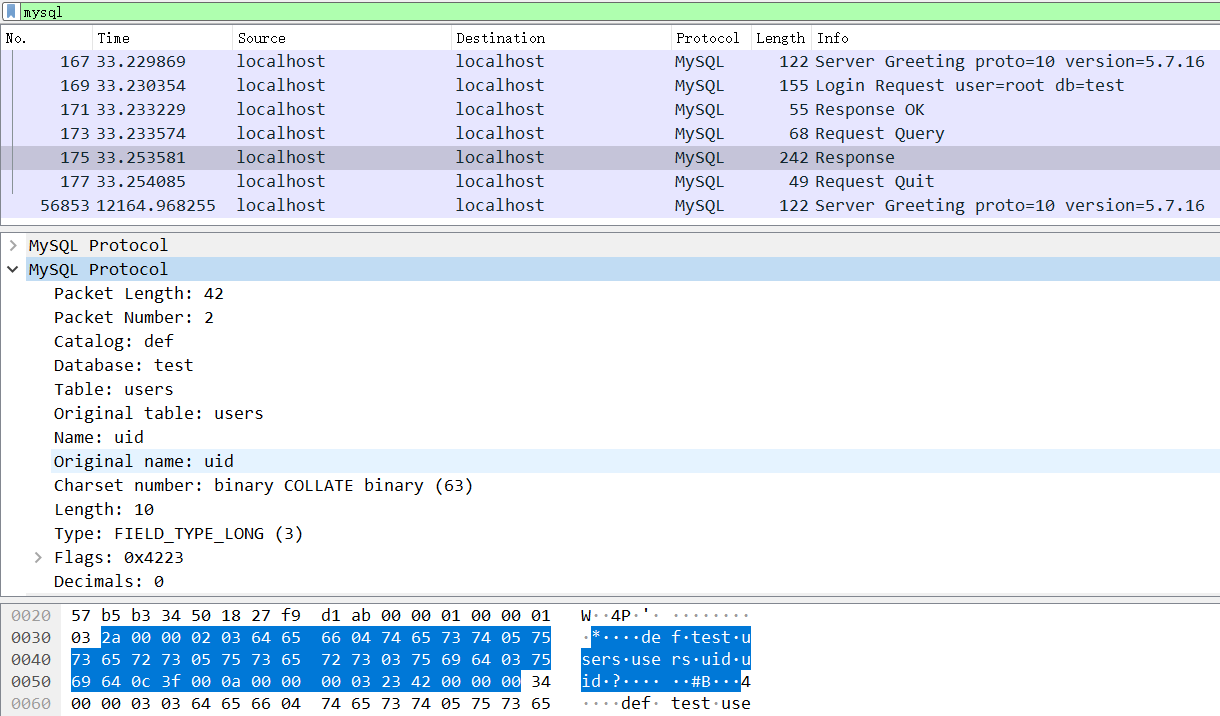 mysql
No. Time Source Destination Protocol Length Info
167 33.229869 localhost localhost MySQL 122 Server Greeting proto=10 version=5.7.16
169 33.230354 localhost localhost MySQL 155 Login Request user=root db=test
171 33.233229 localhost localhost MySQL 55 Response OK
173 33.233574 localhost localhost MySQL 68 Request Query
175 33.253581 localhost localhost MySQL 242 Response
177 33.254085 localhost localhost MySQL 49 Request Quit
56853 12164.968255 localhost localhost MySQL 122 Server Greeting proto=10 version=5.7.16
MySQL Protocol
MySQL Protocol
Packet Length: 42
Packet Number: 2
Catalog: def
Database: test
Table: users
Original table: users
Name: uid
Original name: uid
Charset number: binary COLLATE binary (63)
Length: 10
Type: FIELD_TYPE_LONG (3)
Flags: 0x4223
Decimals: 0
0020 57 b5 b3 34 50 18 27 f9 d1 ab 00 00 01 00 00 01 W··4P·'· ········
0030 03 2a 00 00 02 03 64 65 66 04 74 65 73 74 05 75 ·*····de f·test·u
0040 73 65 72 73 05 75 73 65 72 73 03 75 69 64 03 75 sers·use rs·uid·u
0050 69 64 0c 3f 00 0a 00 00 00 03 23 42 00 00 00 34 id·?···· ··#B···4
0060 00 00 03 03 64 65 66 04 74 65 73 74 05 75 73 65 ····def· test·use